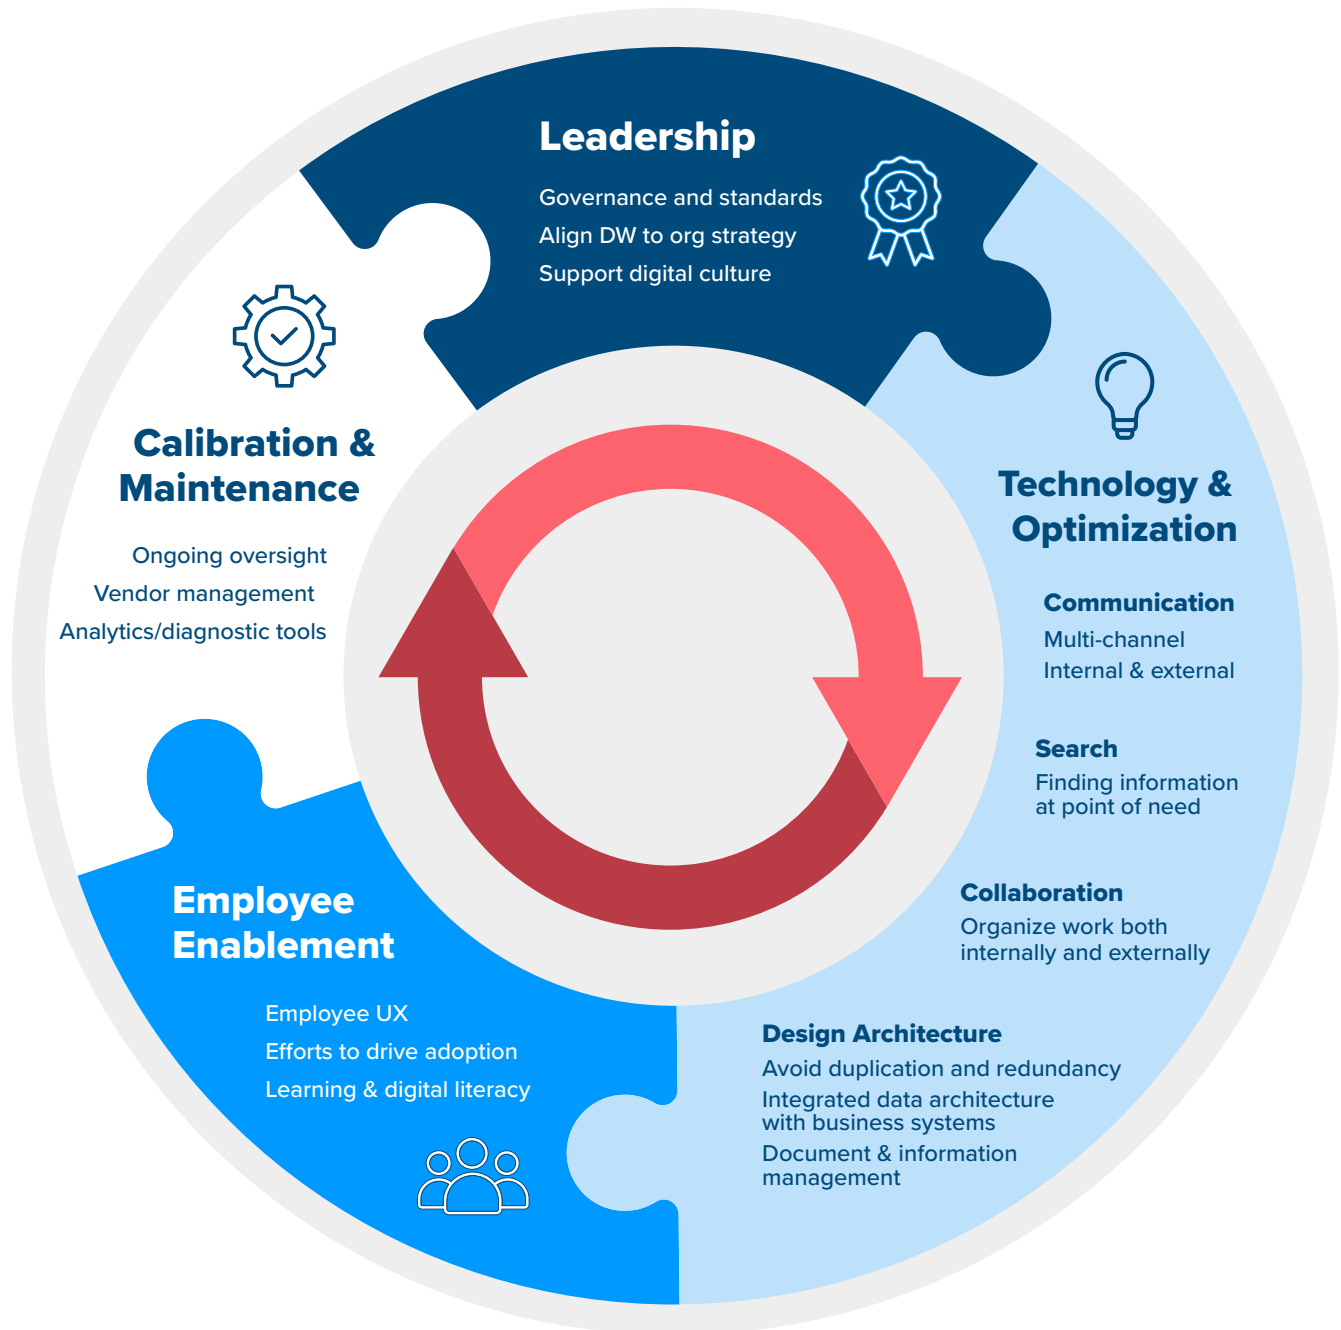 Leadership
Governance and standards
Align DW to org strategy
Support digital culture
Technology &
Optimization
Communication
Multi-channel
Internal & external
Search
Finding information
at point of need
Collaboration
Organize work both
internally and externally
Design Architecture
Avoid duplication and redundancy
Integrated data architecture
with business systems
Document & information
management
Employee
Enablement
Employee UX
Efforts to drive adoption
Learning & digital literacy
Calibration &
Maintenance
Ongoing oversight
Vendor management
Analytics/diagnostic tools